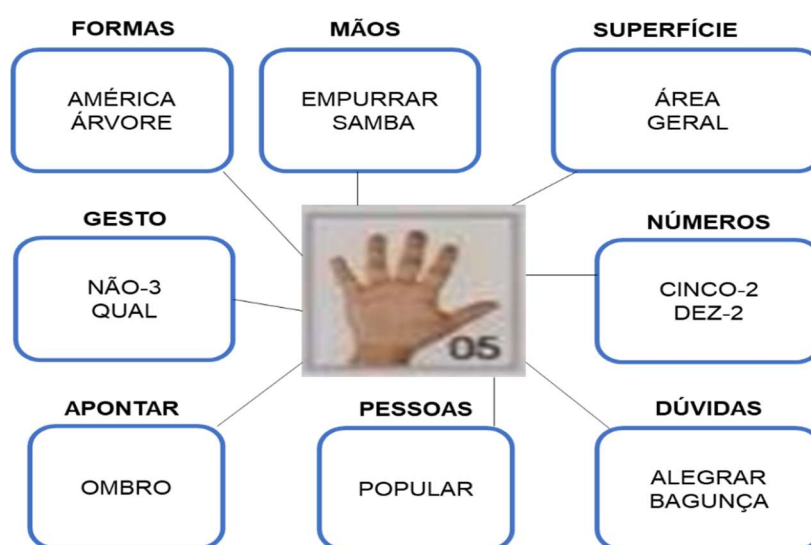 FORMAS
AMÉRICA
ÁRVORE
MÃOS
EMPURRAR
SAMBA
SUPERFÍCIE
ÁREA
GERAL
GESTO
NÃO-3
QUAL
05
NÚMEROS
CINCO-2
DEZ-2
APONTAR
OMBRO
PESSOAS
POPULAR
DÚVIDAS
ALEGRAR
BAGUNÇA